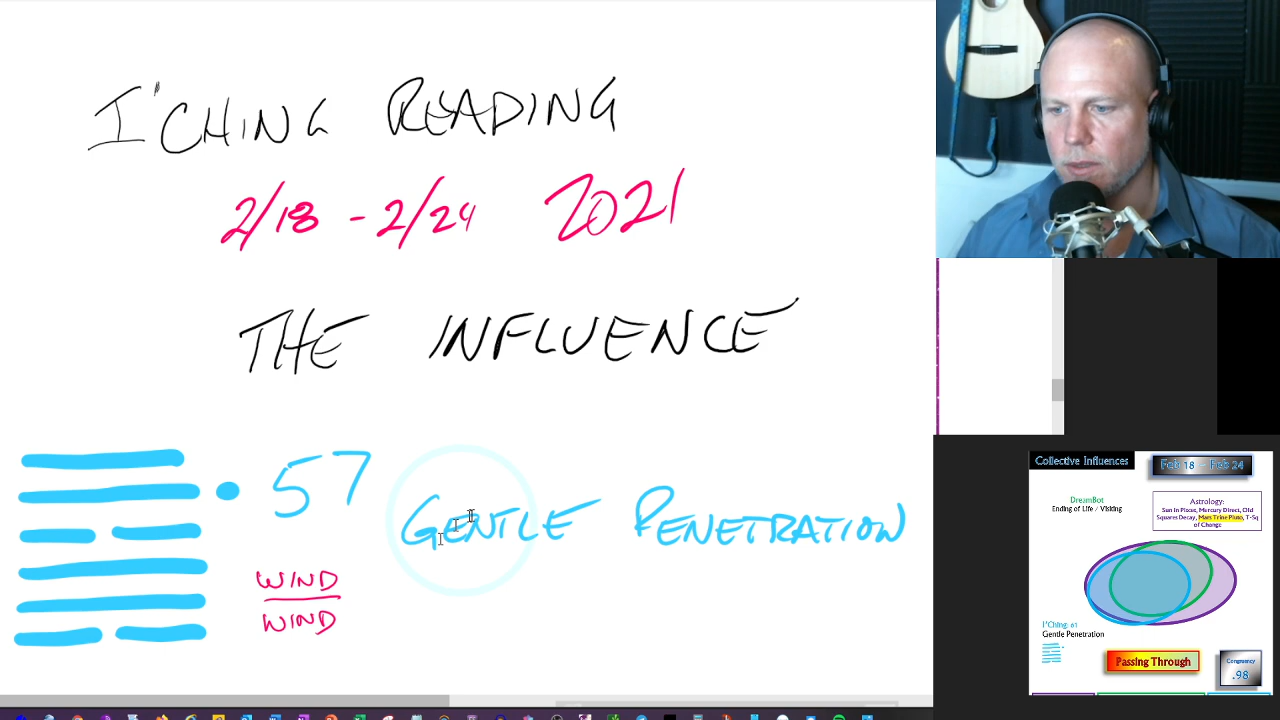 I'CHING READING
2/18 - 2/24 2021
THE INFLUENCE
57
GENTLE PENETRATION
WIND
WIND
Collective Influences
Feb 18 - Feb 24
DreamBot
Ending of Life / Visiting
Astrology:
Sun in Pisces, Mercury Direct, Old
Squares Decay, Mars Trine Pluto, T-Sq
of Change
I'Ching: 61
Gentle Penetration
Passing Through
Congruency
.98